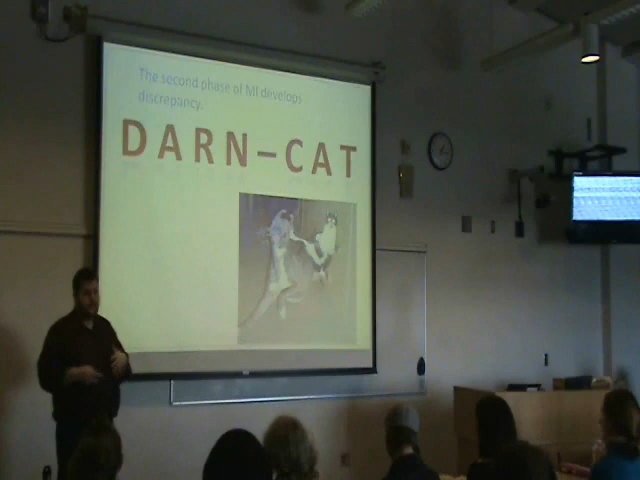 The second phase of MI develops
discrepancy.
DARN–CAT